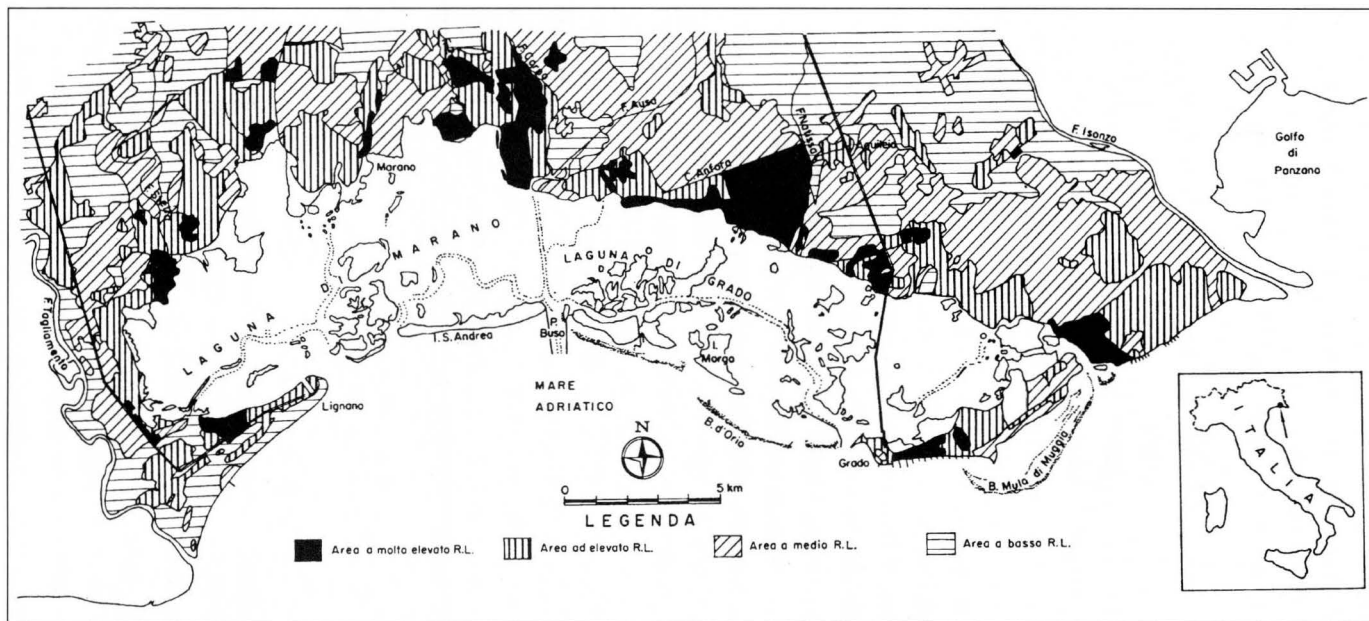 F. Corno
F. Ausa
F. Natissa
Aquileia
F. Isonzo
Golfo
di
Panzano
Marano
C. Anfora
F. Tagliamento
LAGUNA DI MARANO
LAGUNA DI GRADO
I. S. Andrea
P.
Buso
I.
Morgo
Lignano
MARE
ADRIATICO
B. d'Orio
Grado
B. Mula di Muggia
N
0 5 km
LEGENDA
Area a molto elevato R.L.
Area ad elevato R.L.
Area a medio R.L.
Area a basso R.L.
ITALIA